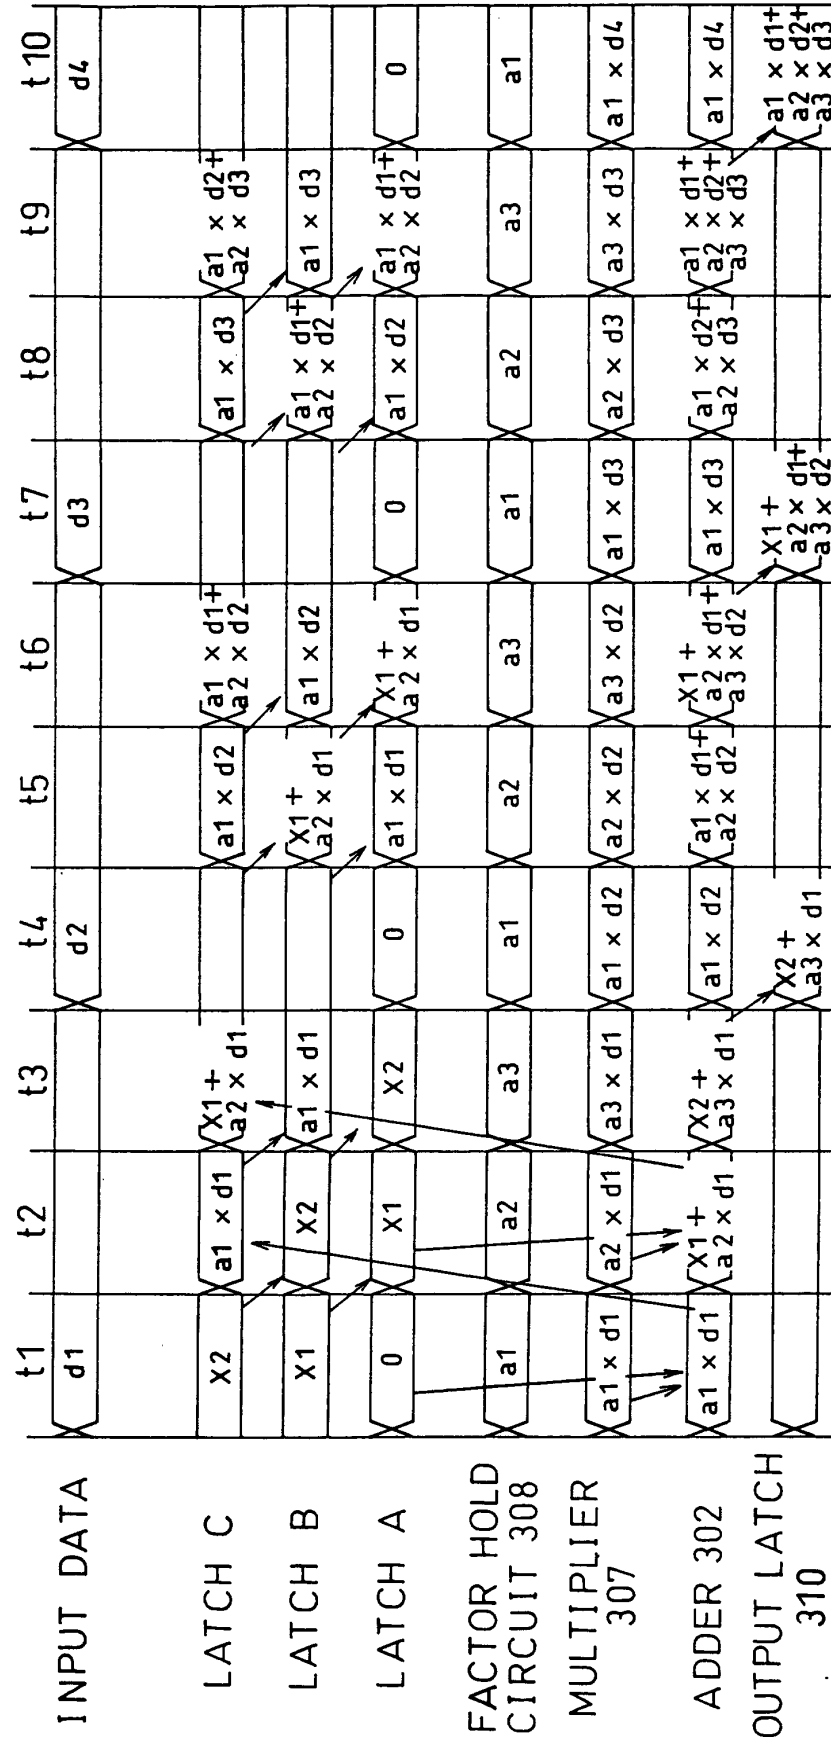 t1 t2 t3 t4 t5 t6 t7 t8 t9 t10
INPUT DATA d1 d2 d3 d4
LATCH C X2 a1 × d1 X1 + a1 × d2 a1 × d1+ a1 × d3 a1 × d2+
a2 × d1 a2 × d2 a2 × d3
LATCH B X1 X2 a1 × d1 X1 + a1 × d2 a1 × d1+ a1 × d3
a2 × d1 a2 × d2
LATCH A 0 X1 X2 0 a1 × d1 X1 + 0 a1 × d2 a1 × d1+ 0
a2 × d1 a2 × d2
FACTOR HOLD
CIRCUIT 308 a1 a2 a3 a1 a2 a3 a1 a2 a3 a1
MULTIPLIER
307 a1 × d1 a2 × d1 a3 × d1 a1 × d2 a2 × d2 a3 × d2 a1 × d3 a2 × d3 a3 × d3 a1 × d4
ADDER 302 a1 × d1 X1 + X2 + a1 × d2 a1 × d1+ X1 + a1 × d3 a1 × d2+ a1 × d1+ a1 × d4
a2 × d1 a3 × d1 a2 × d2 a2 × d1+ a2 × d3 a2 × d2+
a3 × d2 a3 × d3
OUTPUT LATCH
310 X2 + X1 + a1 × d1+
a3 × d1 a2 × d1+ a2 × d2+
a3 × d2 a3 × d3